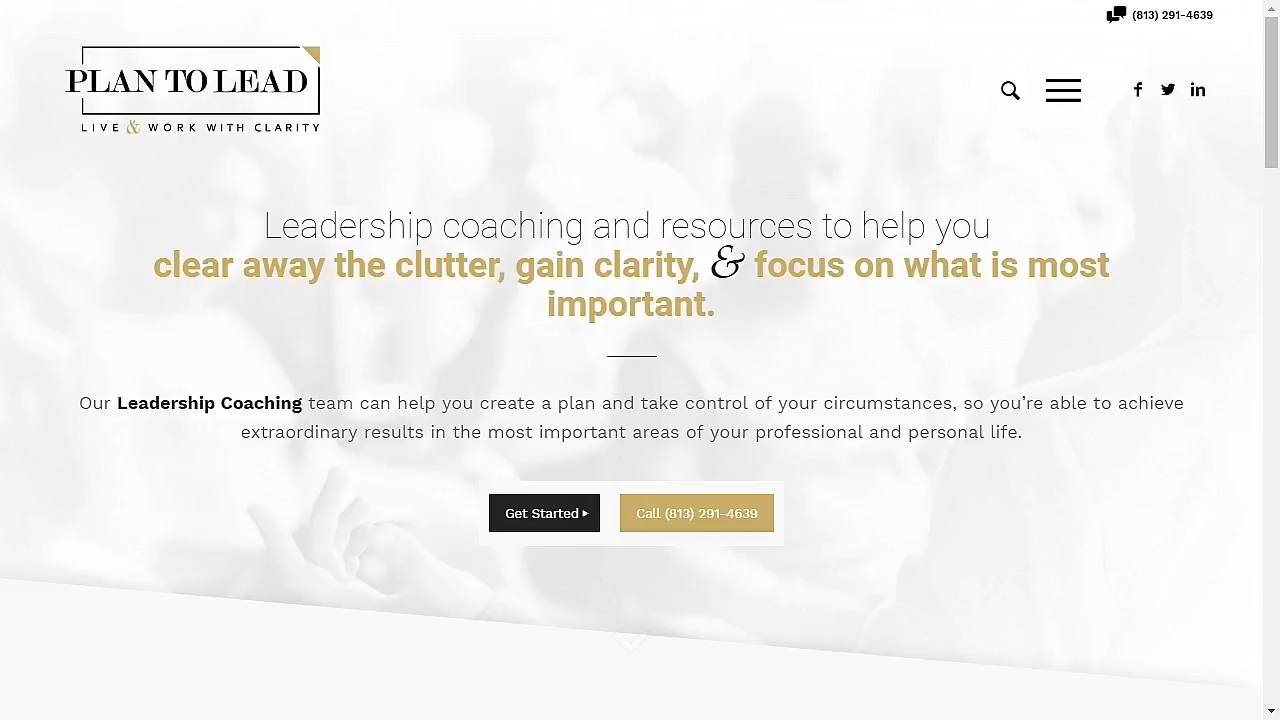 (813) 291-4639
PLAN TO LEAD
LIVE & WORK WITH CLARITY
Leadership coaching and resources to help you
clear away the clutter, gain clarity, & focus on what is most
important.
Our Leadership Coaching team can help you create a plan and take control of your circumstances, so you’re able to achieve
extraordinary results in the most important areas of your professional and personal life.
Get Started
Call (813) 291-4639